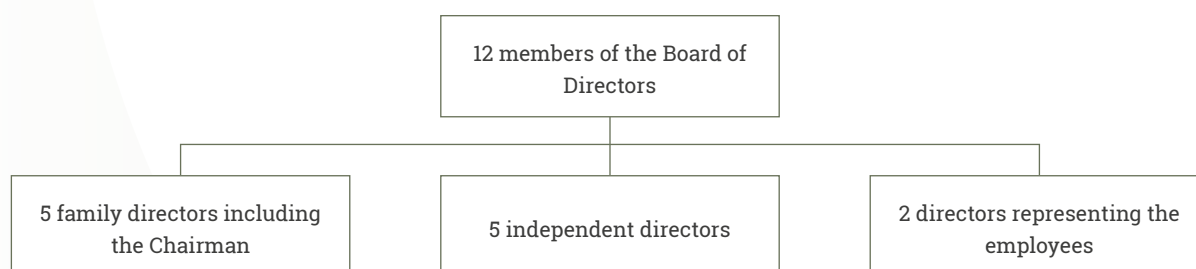 12 members of the Board of
Directors
5 family directors including
the Chairman
5 independent directors
2 directors representing the
employees